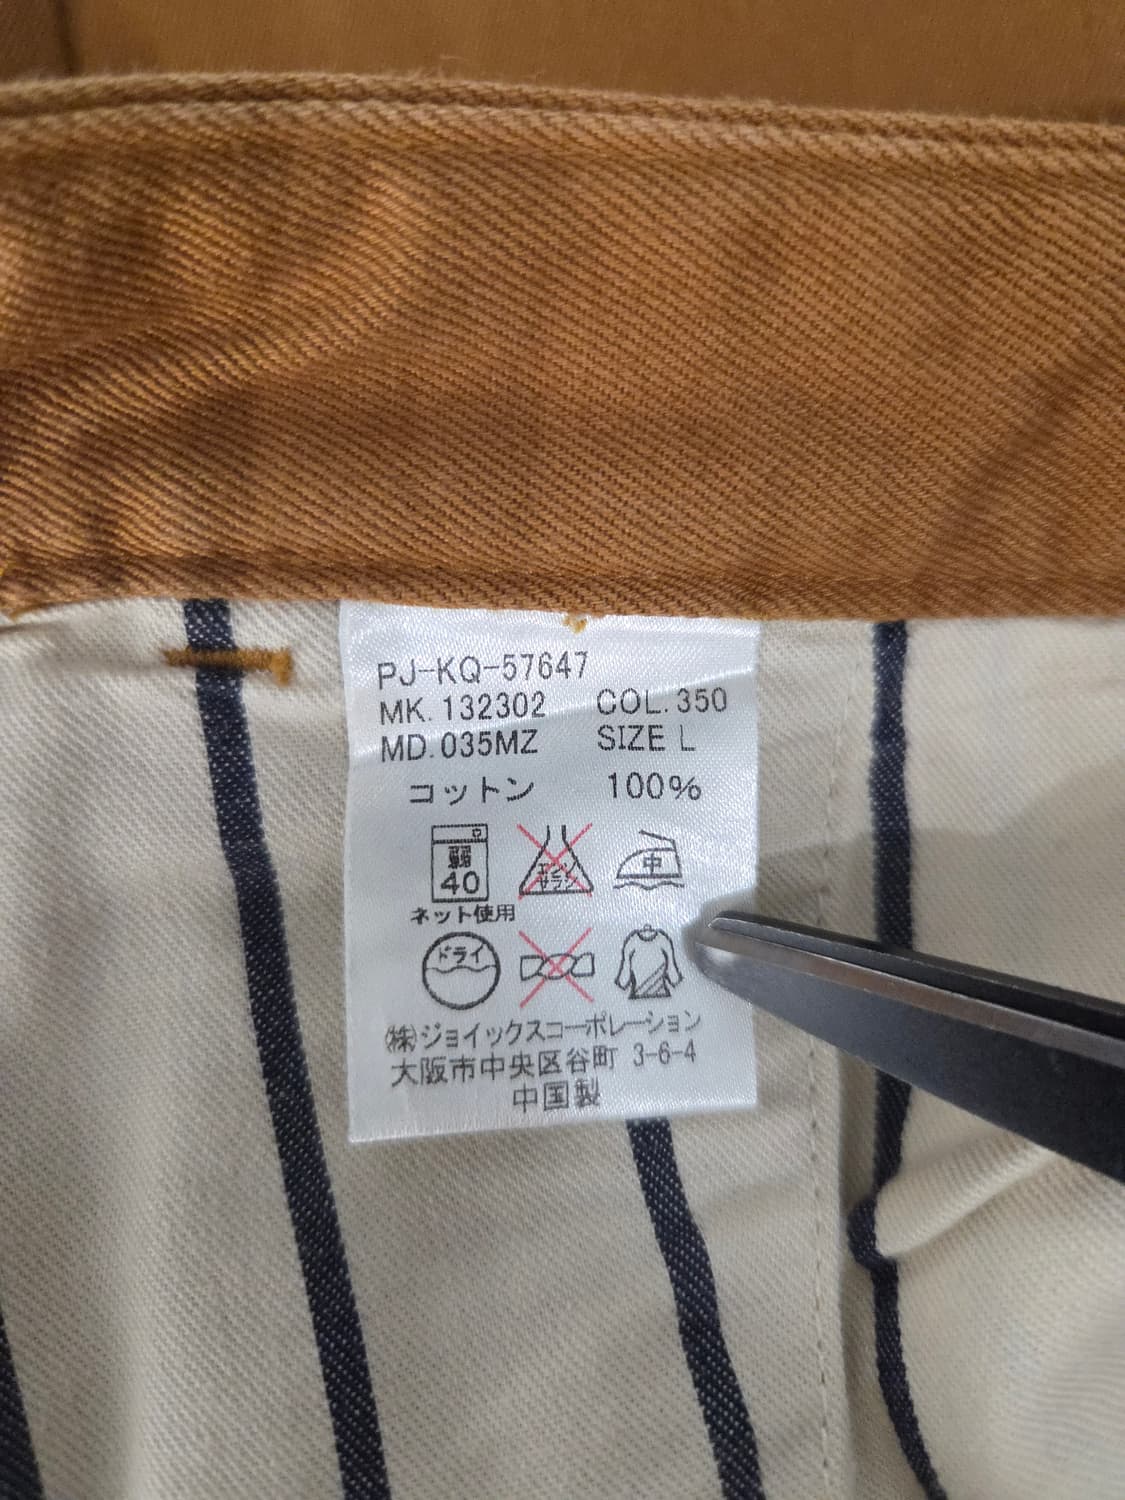 PJ-KQ-57647
MK. 132302 COL. 350
MD. 035MZ SIZE L
コットン 100%
弱 40
エンソ サラシ
中
ネット使用
ドライ
㈱ジョイックスコーポレーション
大阪市中央区谷町 3-6-4
中国製